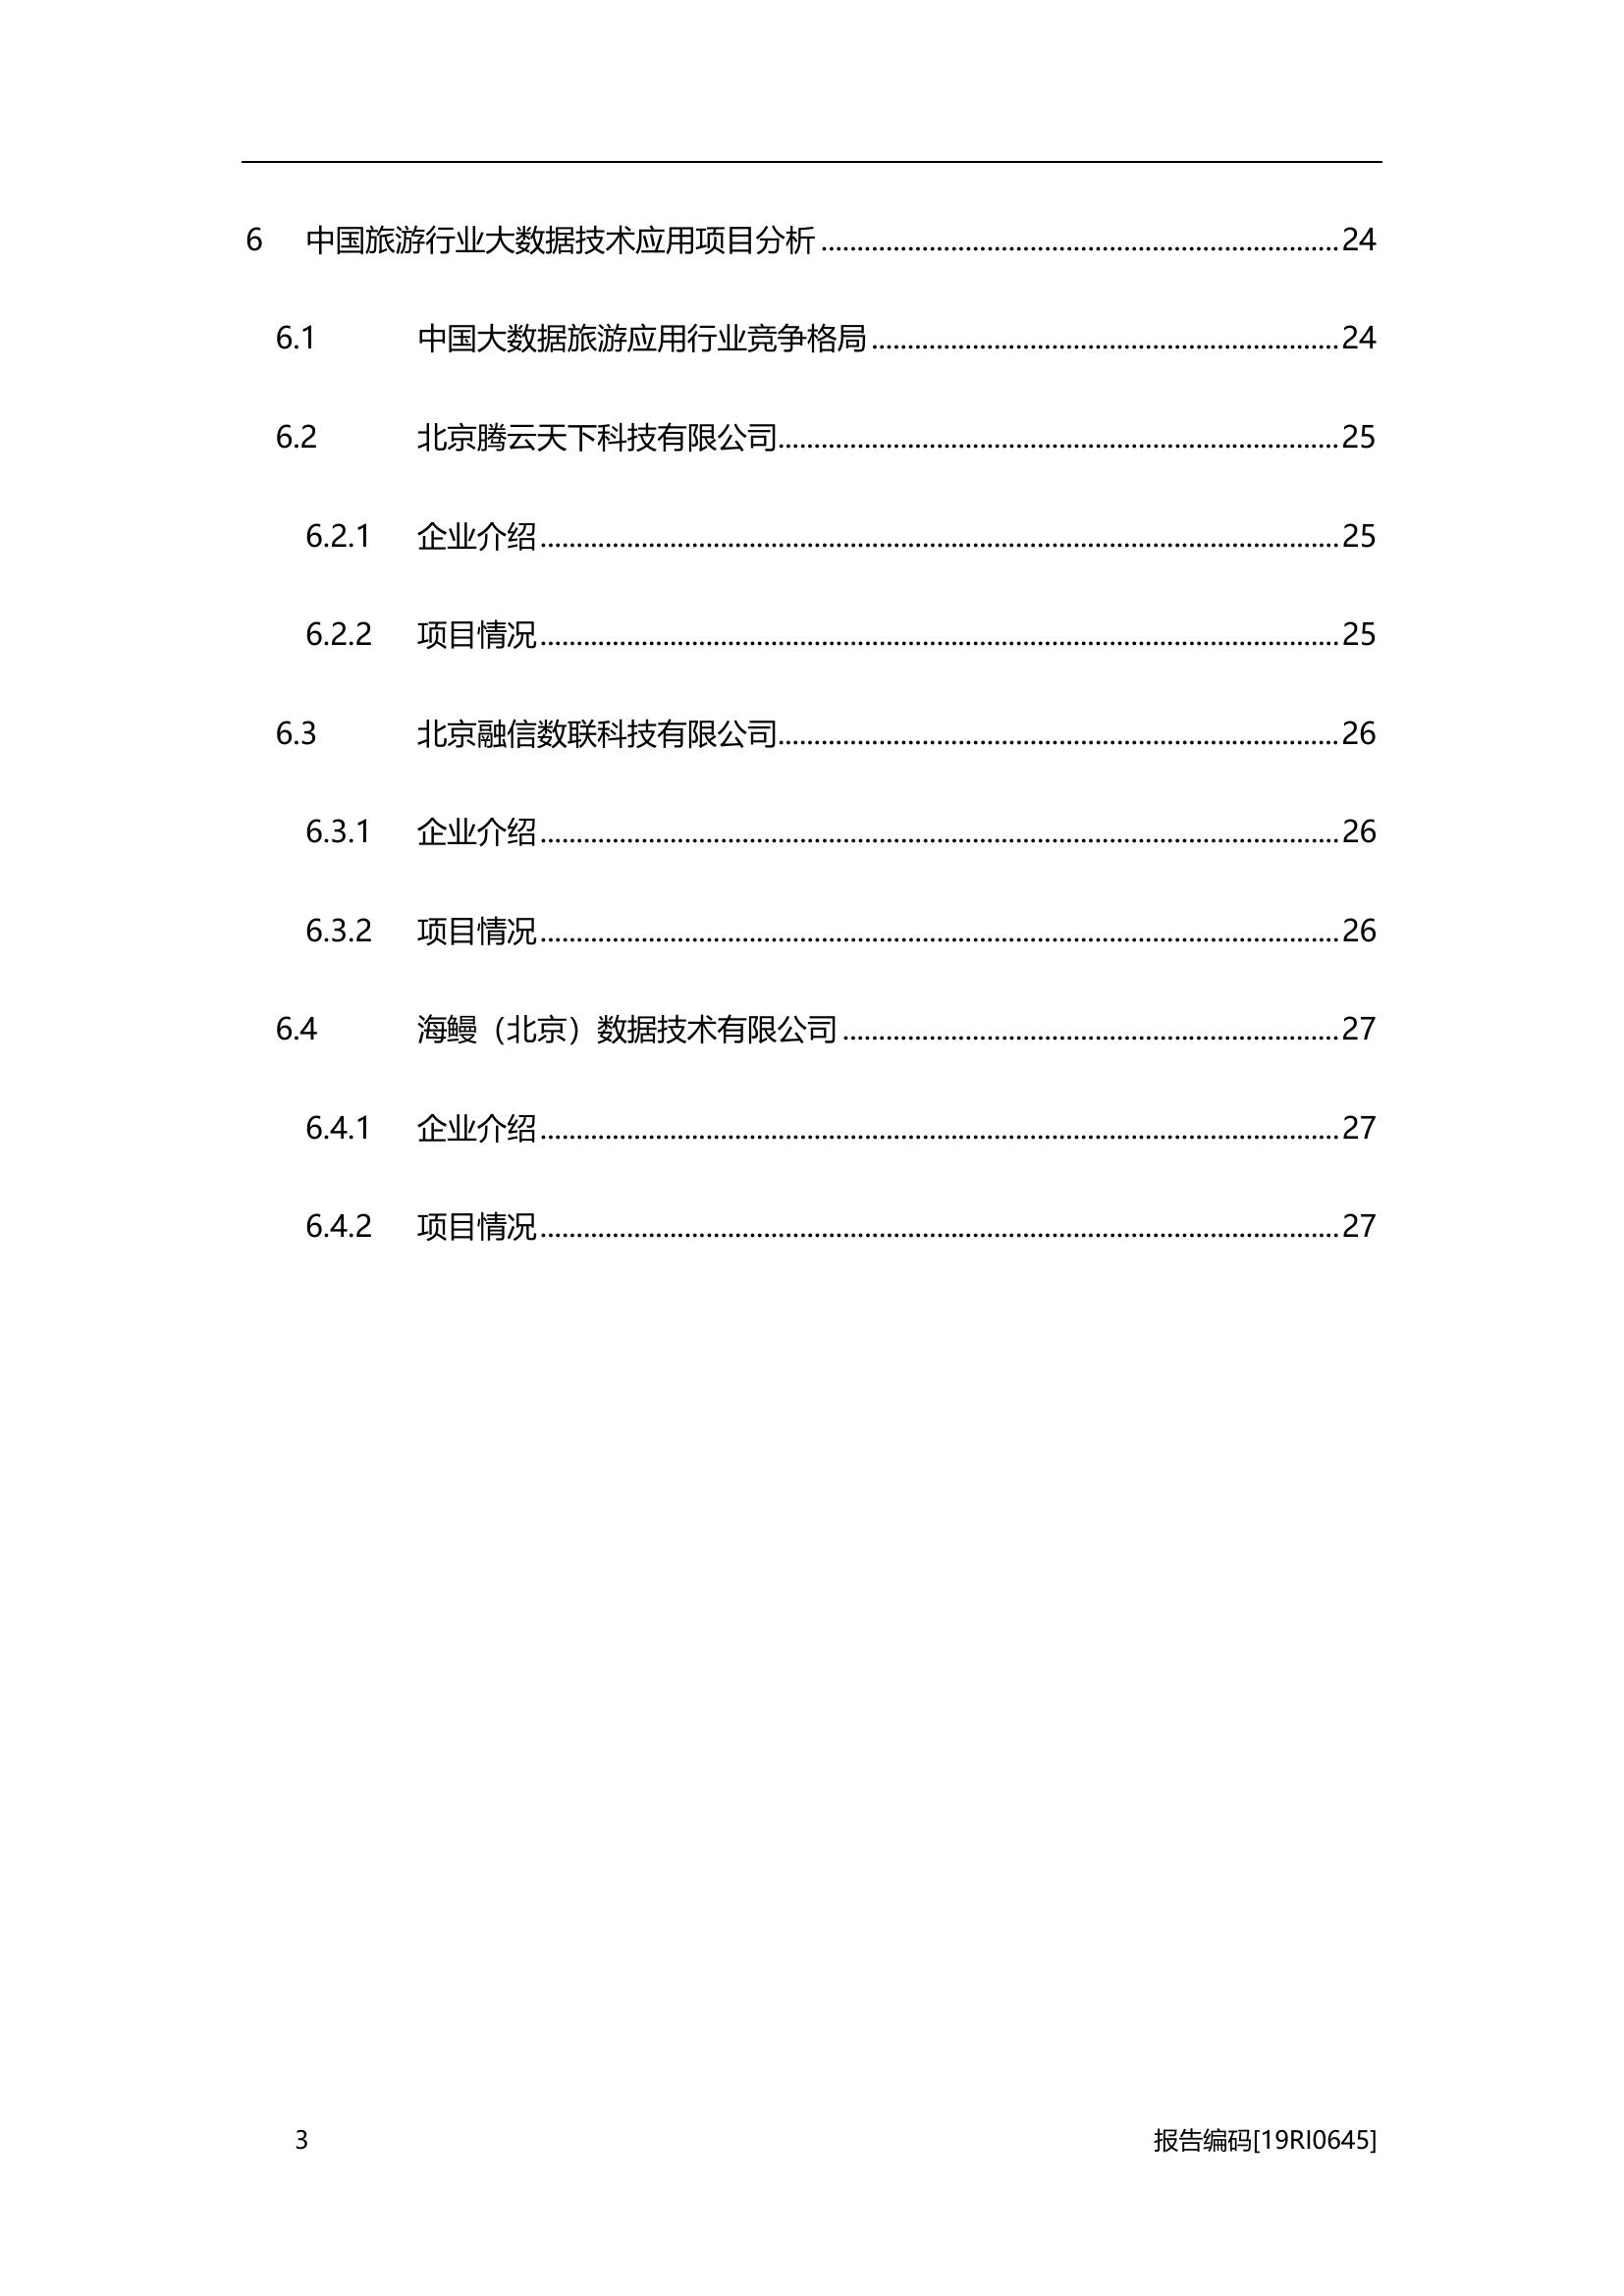 6 中国旅游行业大数据技术应用项目分析 24
6.1 中国大数据旅游应用行业竞争格局 24
6.2 北京腾云天下科技有限公司 25
6.2.1 企业介绍 25
6.2.2 项目情况 25
6.3 北京融信数联科技有限公司 26
6.3.1 企业介绍 26
6.3.2 项目情况 26
6.4 海鳗（北京）数据技术有限公司 27
6.4.1 企业介绍 27
6.4.2 项目情况 27
3 报告编码[19RI0645]